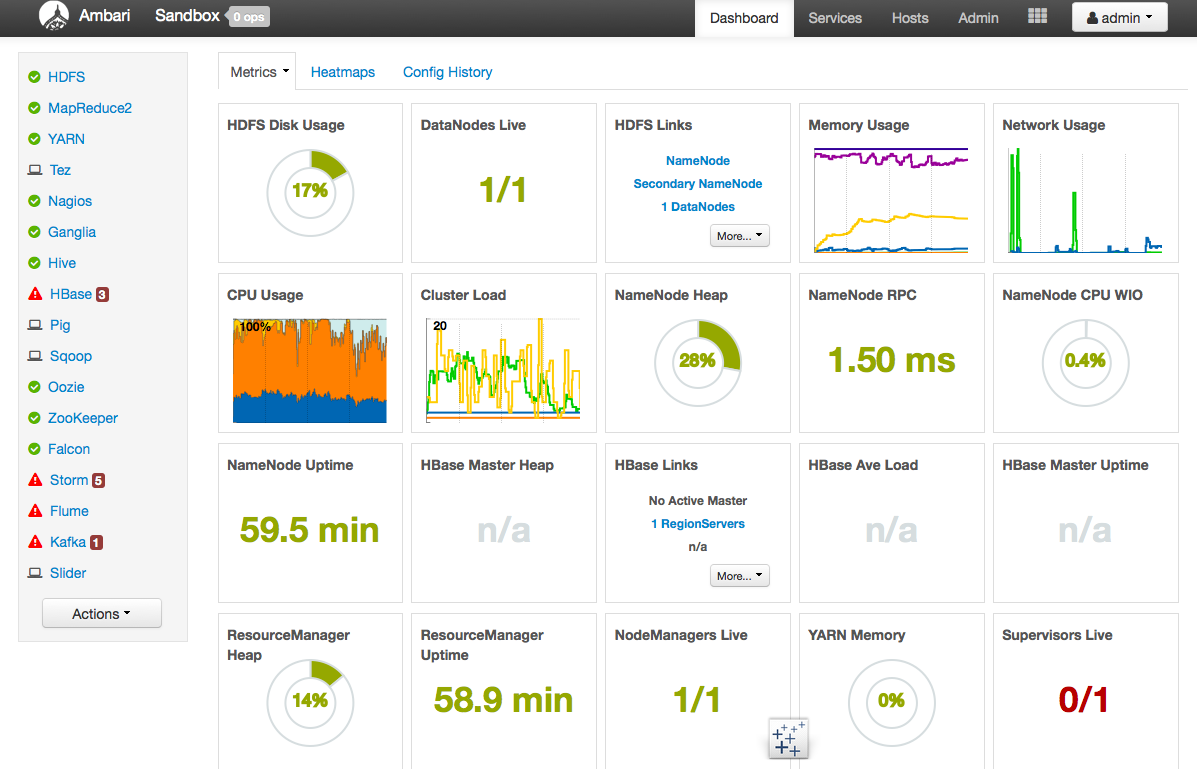 Ambari Sandbox 0 ops Dashboard Services Hosts Admin admin
HDFS
MapReduce2
YARN
Tez
Nagios
Ganglia
Hive
HBase 3
Pig
Sqoop
Oozie
ZooKeeper
Falcon
Storm 5
Flume
Kafka 1
Slider
Actions
Metrics Heatmaps Config History
HDFS Disk Usage
17%
DataNodes Live
1/1
HDFS Links
NameNode
Secondary NameNode
1 DataNodes
More...
Memory Usage
Network Usage
CPU Usage
100%
Cluster Load
20
NameNode Heap
28%
NameNode RPC
1.50 ms
NameNode CPU WIO
0.4%
NameNode Uptime
59.5 min
HBase Master Heap
n/a
HBase Links
No Active Master
1 RegionServers
n/a
More...
HBase Ave Load
n/a
HBase Master Uptime
n/a
ResourceManager
Heap
14%
ResourceManager
Uptime
58.9 min
NodeManagers Live
1/1
YARN Memory
0%
Supervisors Live
0/1